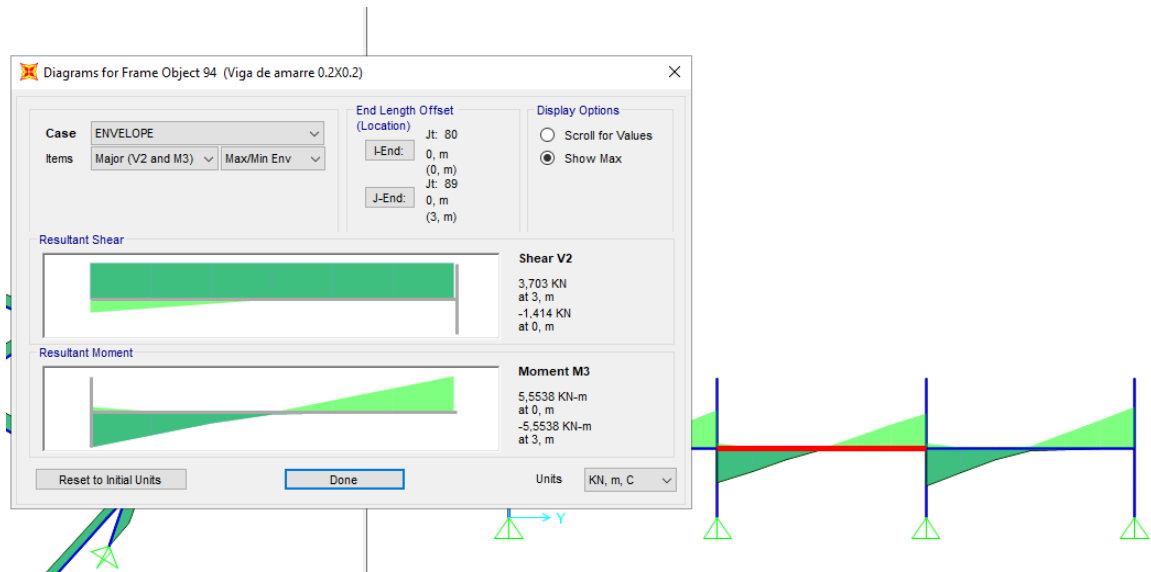 Diagrams for Frame Object 94 (Viga de amarre 0.2X0.2)
Case ENVELOPE
Items Major (V2 and M3) Max/Min Env
End Length Offset
(Location)
I-End:
Jt: 80
0, m
(0, m)
J-End:
Jt: 89
0, m
(3, m)
Display Options
Scroll for Values
Show Max
Resultant Shear
Shear V2
3,703 KN
at 3, m
-1,414 KN
at 0, m
Resultant Moment
Moment M3
5,5538 KN-m
at 0, m
-5,5538 KN-m
at 3, m
Reset to Initial Units
Done
Units KN, m, C
Y